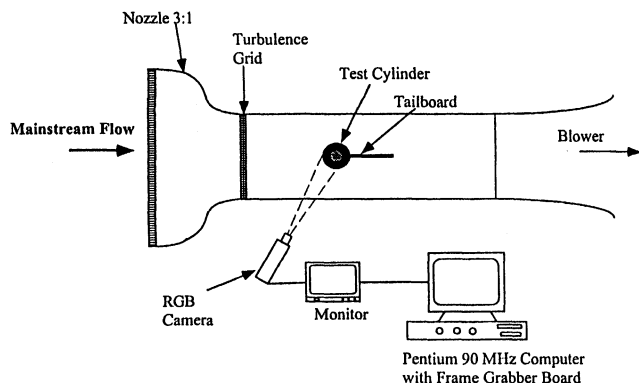 Nozzle 3:1
Turbulence
Grid
Test Cylinder
Tailboard
Mainstream Flow
Blower
RGB
Camera
Monitor
Pentium 90 MHz Computer
with Frame Grabber Board